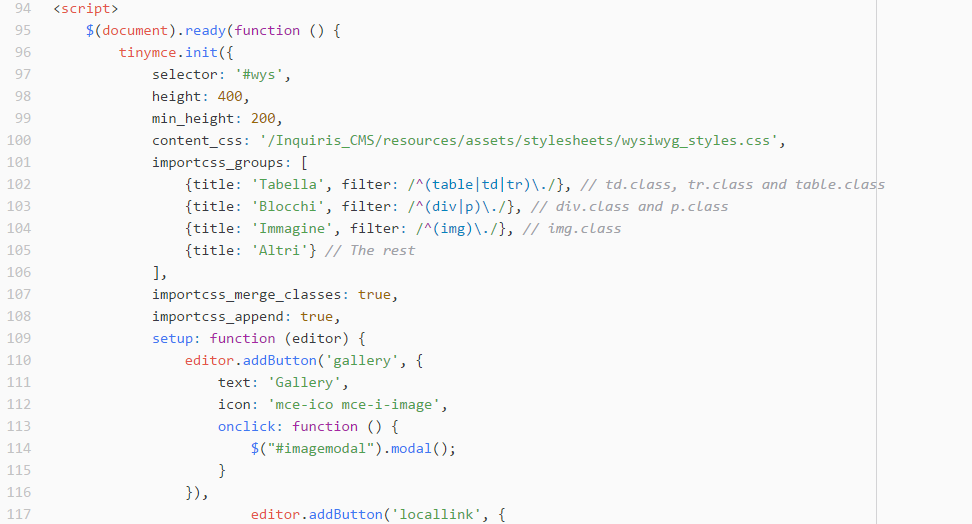 94 <script>
95     $(document).ready(function () {
96         tinymce.init({
97             selector: '#wys',
98             height: 400,
99             min_height: 200,
100             content_css: '/Inquiris_CMS/resources/assets/stylesheets/wysiwyg_styles.css',
101             importcss_groups: [
102                 {title: 'Tabella', filter: /^(table|td|tr)\./}, // td.class, tr.class and table.class
103                 {title: 'Blocchi', filter: /^(div|p)\./}, // div.class and p.class
104                 {title: 'Immagine', filter: /^(img)\./}, // img.class
105                 {title: 'Altri'} // The rest
106             ],
107             importcss_merge_classes: true,
108             importcss_append: true,
109             setup: function (editor) {
110                 editor.addButton('gallery', {
111                     text: 'Gallery',
112                     icon: 'mce-ico mce-i-image',
113                     onclick: function () {
114                         $("#imagemodal").modal();
115                     }
116                 }),
117                         editor.addButton('locallink', {